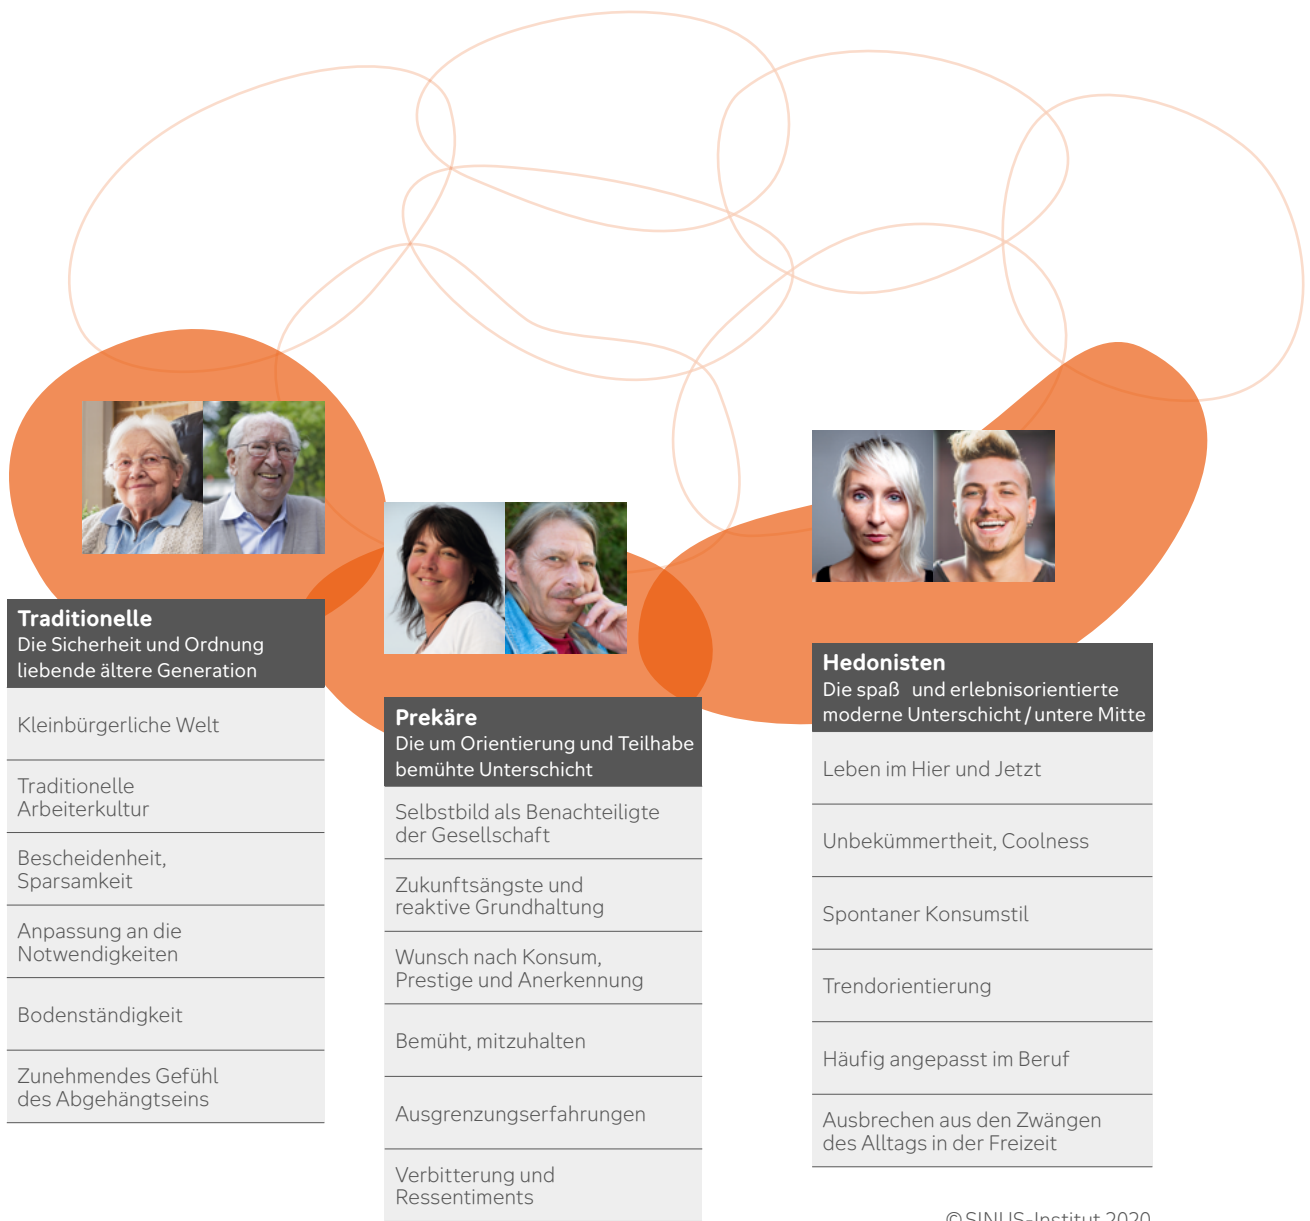 Traditionelle
Die Sicherheit und Ordnung
liebende ältere Generation
Kleinbürgerliche Welt
Traditionelle
Arbeiterkultur
Bescheidenheit,
Sparsamkeit
Anpassung an die
Notwendigkeiten
Bodenständigkeit
Zunehmendes Gefühl
des Abgehängtseins
Prekäre
Die um Orientierung und Teilhabe
bemühte Unterschicht
Selbstbild als Benachteiligte
der Gesellschaft
Zukunftsängste und
reaktive Grundhaltung
Wunsch nach Konsum,
Prestige und Anerkennung
Bemüht, mitzuhalten
Ausgrenzungserfahrungen
Verbitterung und
Ressentiments
Hedonisten
Die spaß und erlebnisorientierte
moderne Unterschicht / untere Mitte
Leben im Hier und Jetzt
Unbekümmertheit, Coolness
Spontaner Konsumstil
Trendorientierung
Häufig angepasst im Beruf
Ausbrechen aus den Zwängen
des Alltags in der Freizeit
© SINUS-Institut 2020